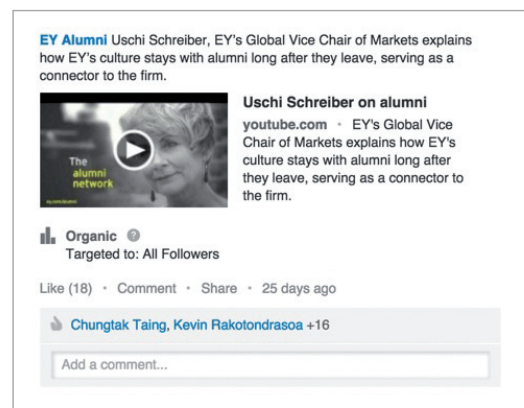 EY Alumni Uschi Schreiber, EY's Global Vice Chair of Markets explains
how EY's culture stays with alumni long after they leave, serving as a
connector to the firm.
The
alumni
network
ey.com/alumni
Uschi Schreiber on alumni
youtube.com • EY's Global Vice
Chair of Markets explains how EY's
culture stays with alumni long after
they leave, serving as a connector to
the firm.
Organic ?
Targeted to: All Followers
Like (18) • Comment • Share • 25 days ago
Chungtak Taing, Kevin Rakotondrasoa +16
Add a comment...